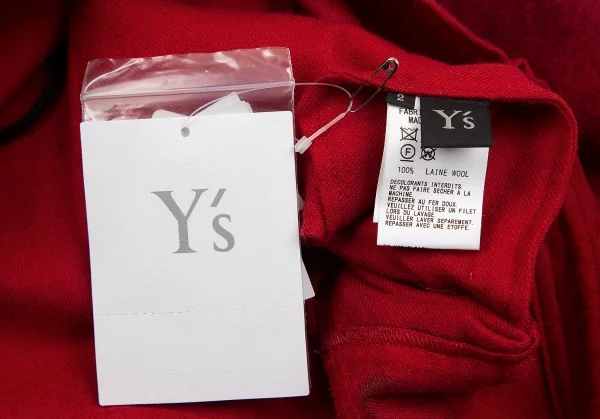 Y's
2
Y's
FABRI
MAD
F
100% LAINE WOOL
DECOLORANTS INTERDITS.
NE PAS FAIRE SECHER A LA
MACHINE.
REPASSER AU FER DOUX.
VEUILLEZ UTILISER UN FILET
LORS DU LAVAGE.
VEUILLER LAVER SEPAREMENT.
REPASSER AVEC UNE ETOFFE.